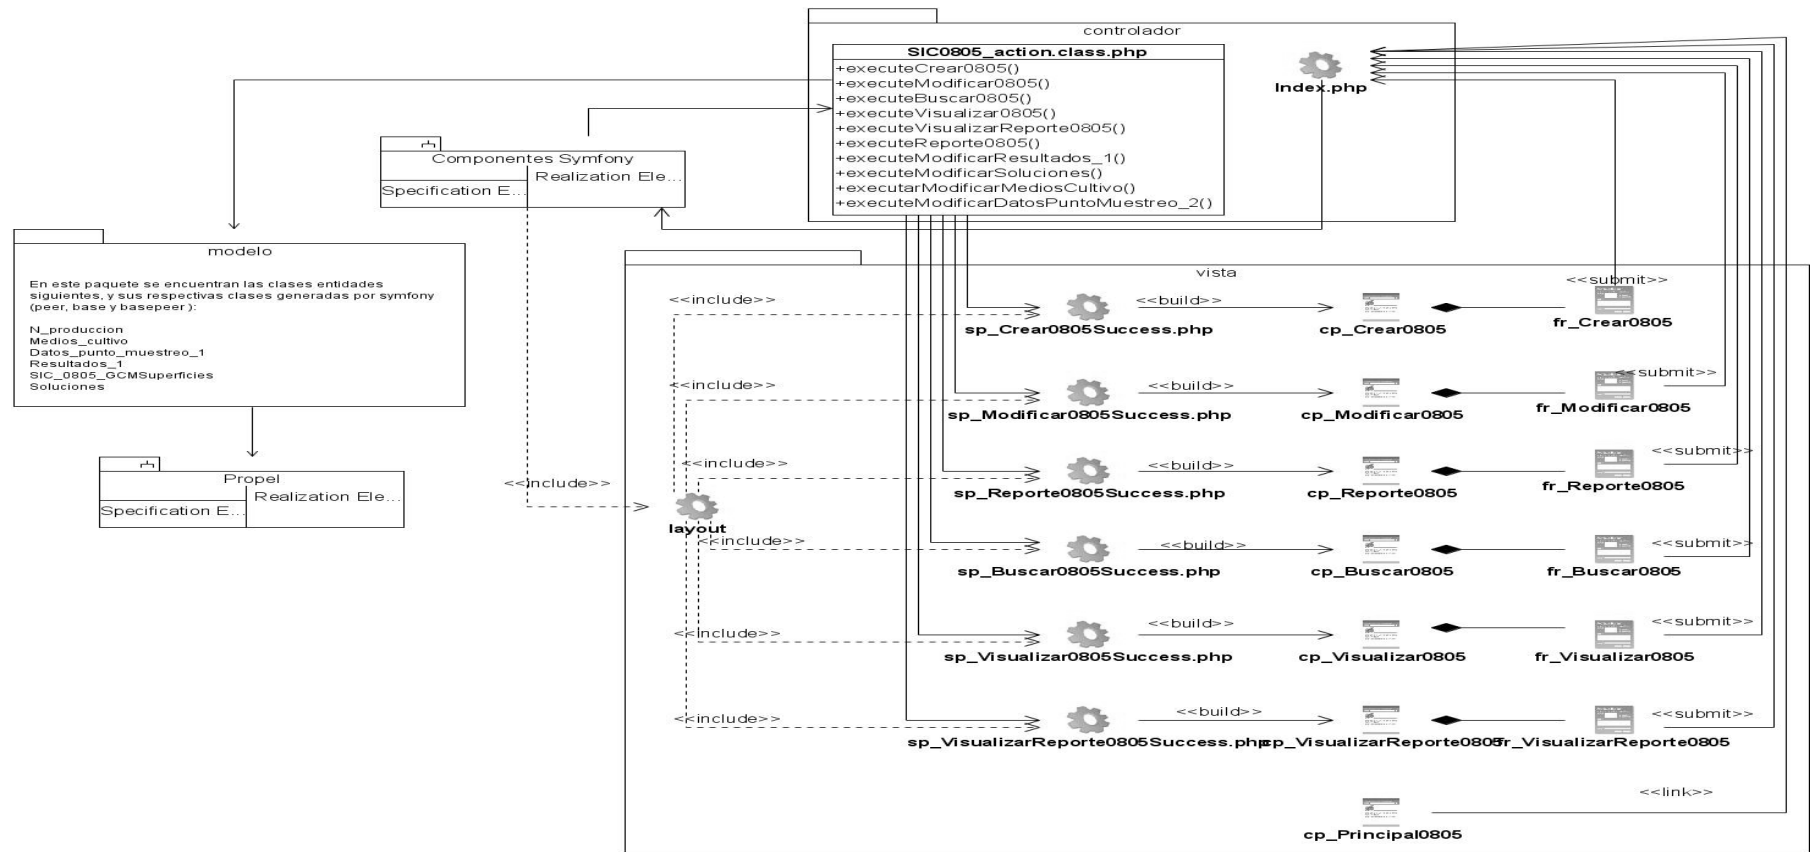 controlador
SIC0805_action.class.php
+executeCrear0805()
+executeModificar0805()
+executeBuscar0805()
+executeVisualizar0805()
+executeVisualizarReporte0805()
+executeReporte0805()
+executeModificarResultados_1()
+executeModificarSoluciones()
+executarModificarMediosCultivo()
+executeModificarDatosPuntoMuestreo_2()
Index.php
Componentes Symfony
Specification E...
Realization Ele...
modelo
En este paquete se encuentran las clases entidades
siguientes, y sus respectivas clases generadas por symfony
(peer, base y basepeer ):
N_produccion
Medios_cultivo
Datos_punto_muestreo_1
Resultados_1
SIC_0805_GCMSuperficies
Soluciones
Propel
Specification E...
Realization Ele...
<<include>>
vista
layout
<<include>>
sp_Crear0805Success.php
<<build>>
cp_Crear0805
<<submit>>
fr_Crear0805
<<include>>
sp_Modificar0805Success.php
<<build>>
cp_Modificar0805
<<submit>>
fr_Modificar0805
<<include>>
sp_Reporte0805Success.php
<<build>>
cp_Reporte0805
<<submit>>
fr_Reporte0805
<<include>>
sp_Buscar0805Success.php
<<build>>
cp_Buscar0805
<<submit>>
fr_Buscar0805
<<include>>
sp_Visualizar0805Success.php
<<build>>
cp_Visualizar0805
<<submit>>
fr_Visualizar0805
<<include>>
sp_VisualizarReporte0805Success.php
<<build>>
cp_VisualizarReporte0805
<<submit>>
fr_VisualizarReporte0805
<<link>>
cp_Principal0805